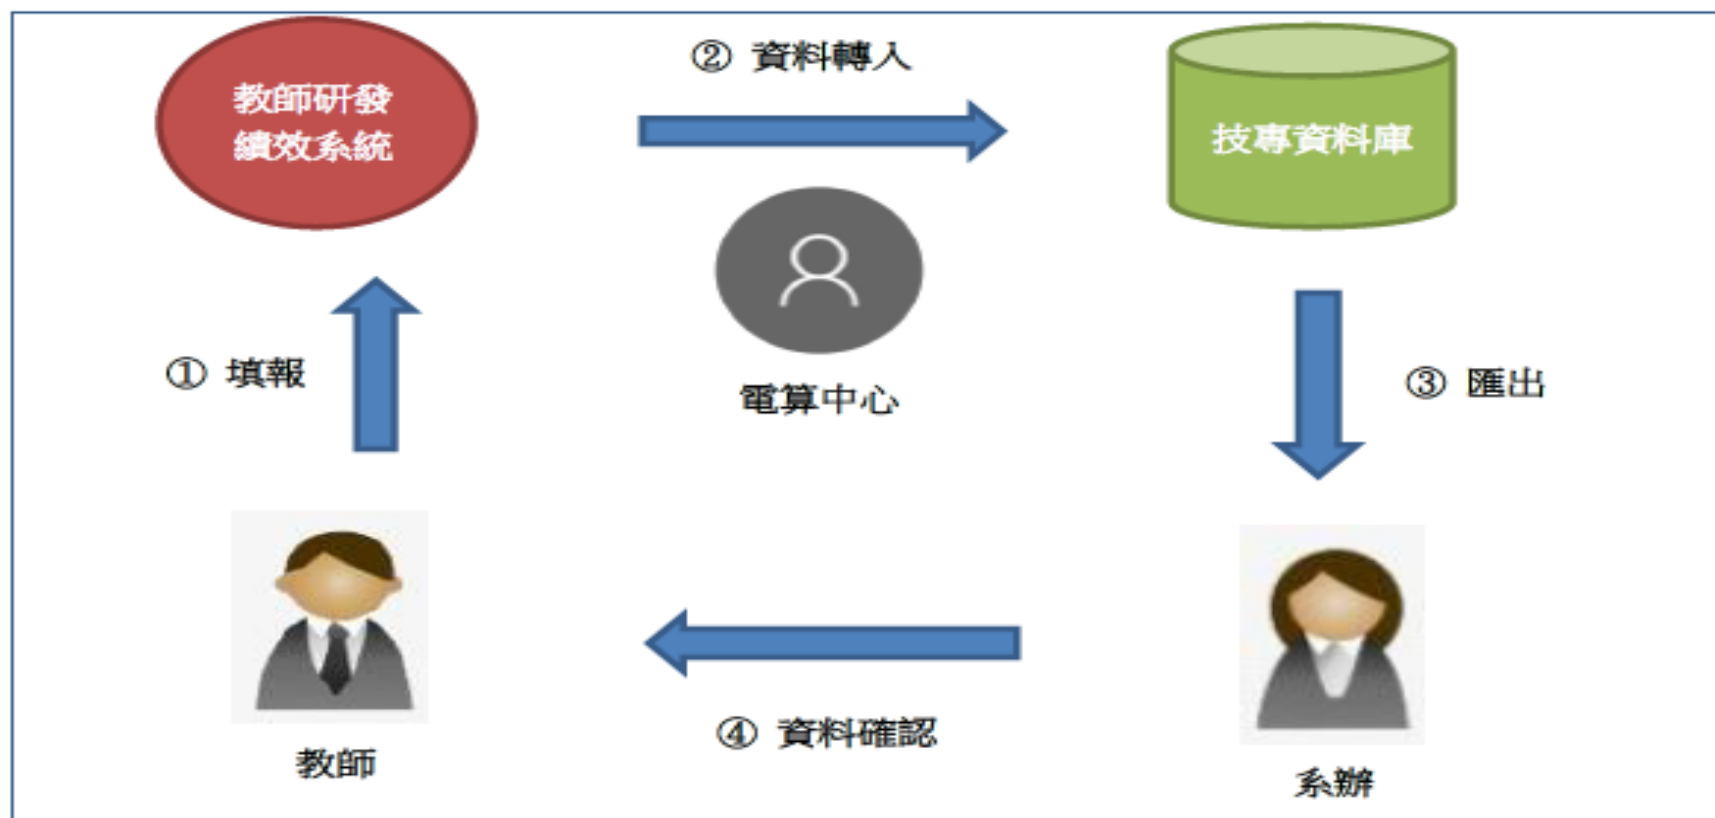 教師研發
績效系統
② 資料轉入
技專資料庫
① 填報
電算中心
③ 匯出
④ 資料確認
教師
系辦